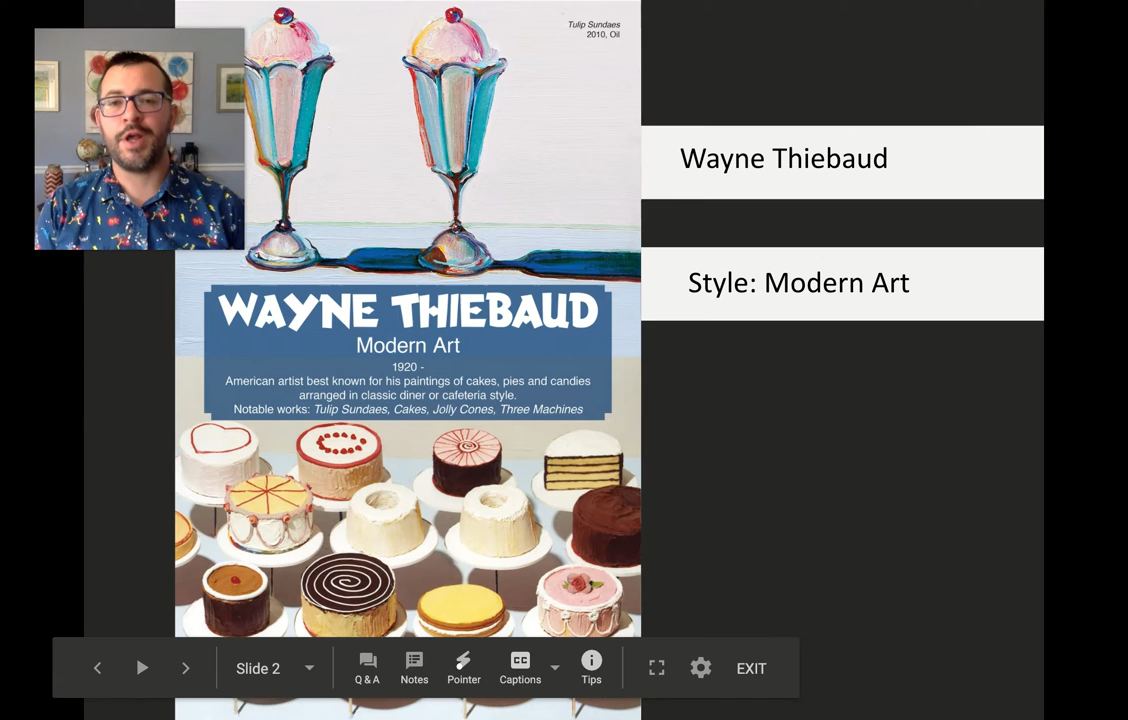 Tulip Sundaes
2010, Oil
Wayne Thiebaud
Style: Modern Art
WAYNE THIEBAUD
Modern Art
1920 -
American artist best known for his paintings of cakes, pies and candies
arranged in classic diner or cafeteria style.
Notable works: Tulip Sundaes, Cakes, Jolly Cones, Three Machines
Slide 2
Q & A
Notes
Pointer
CC
Captions
Tips
EXIT